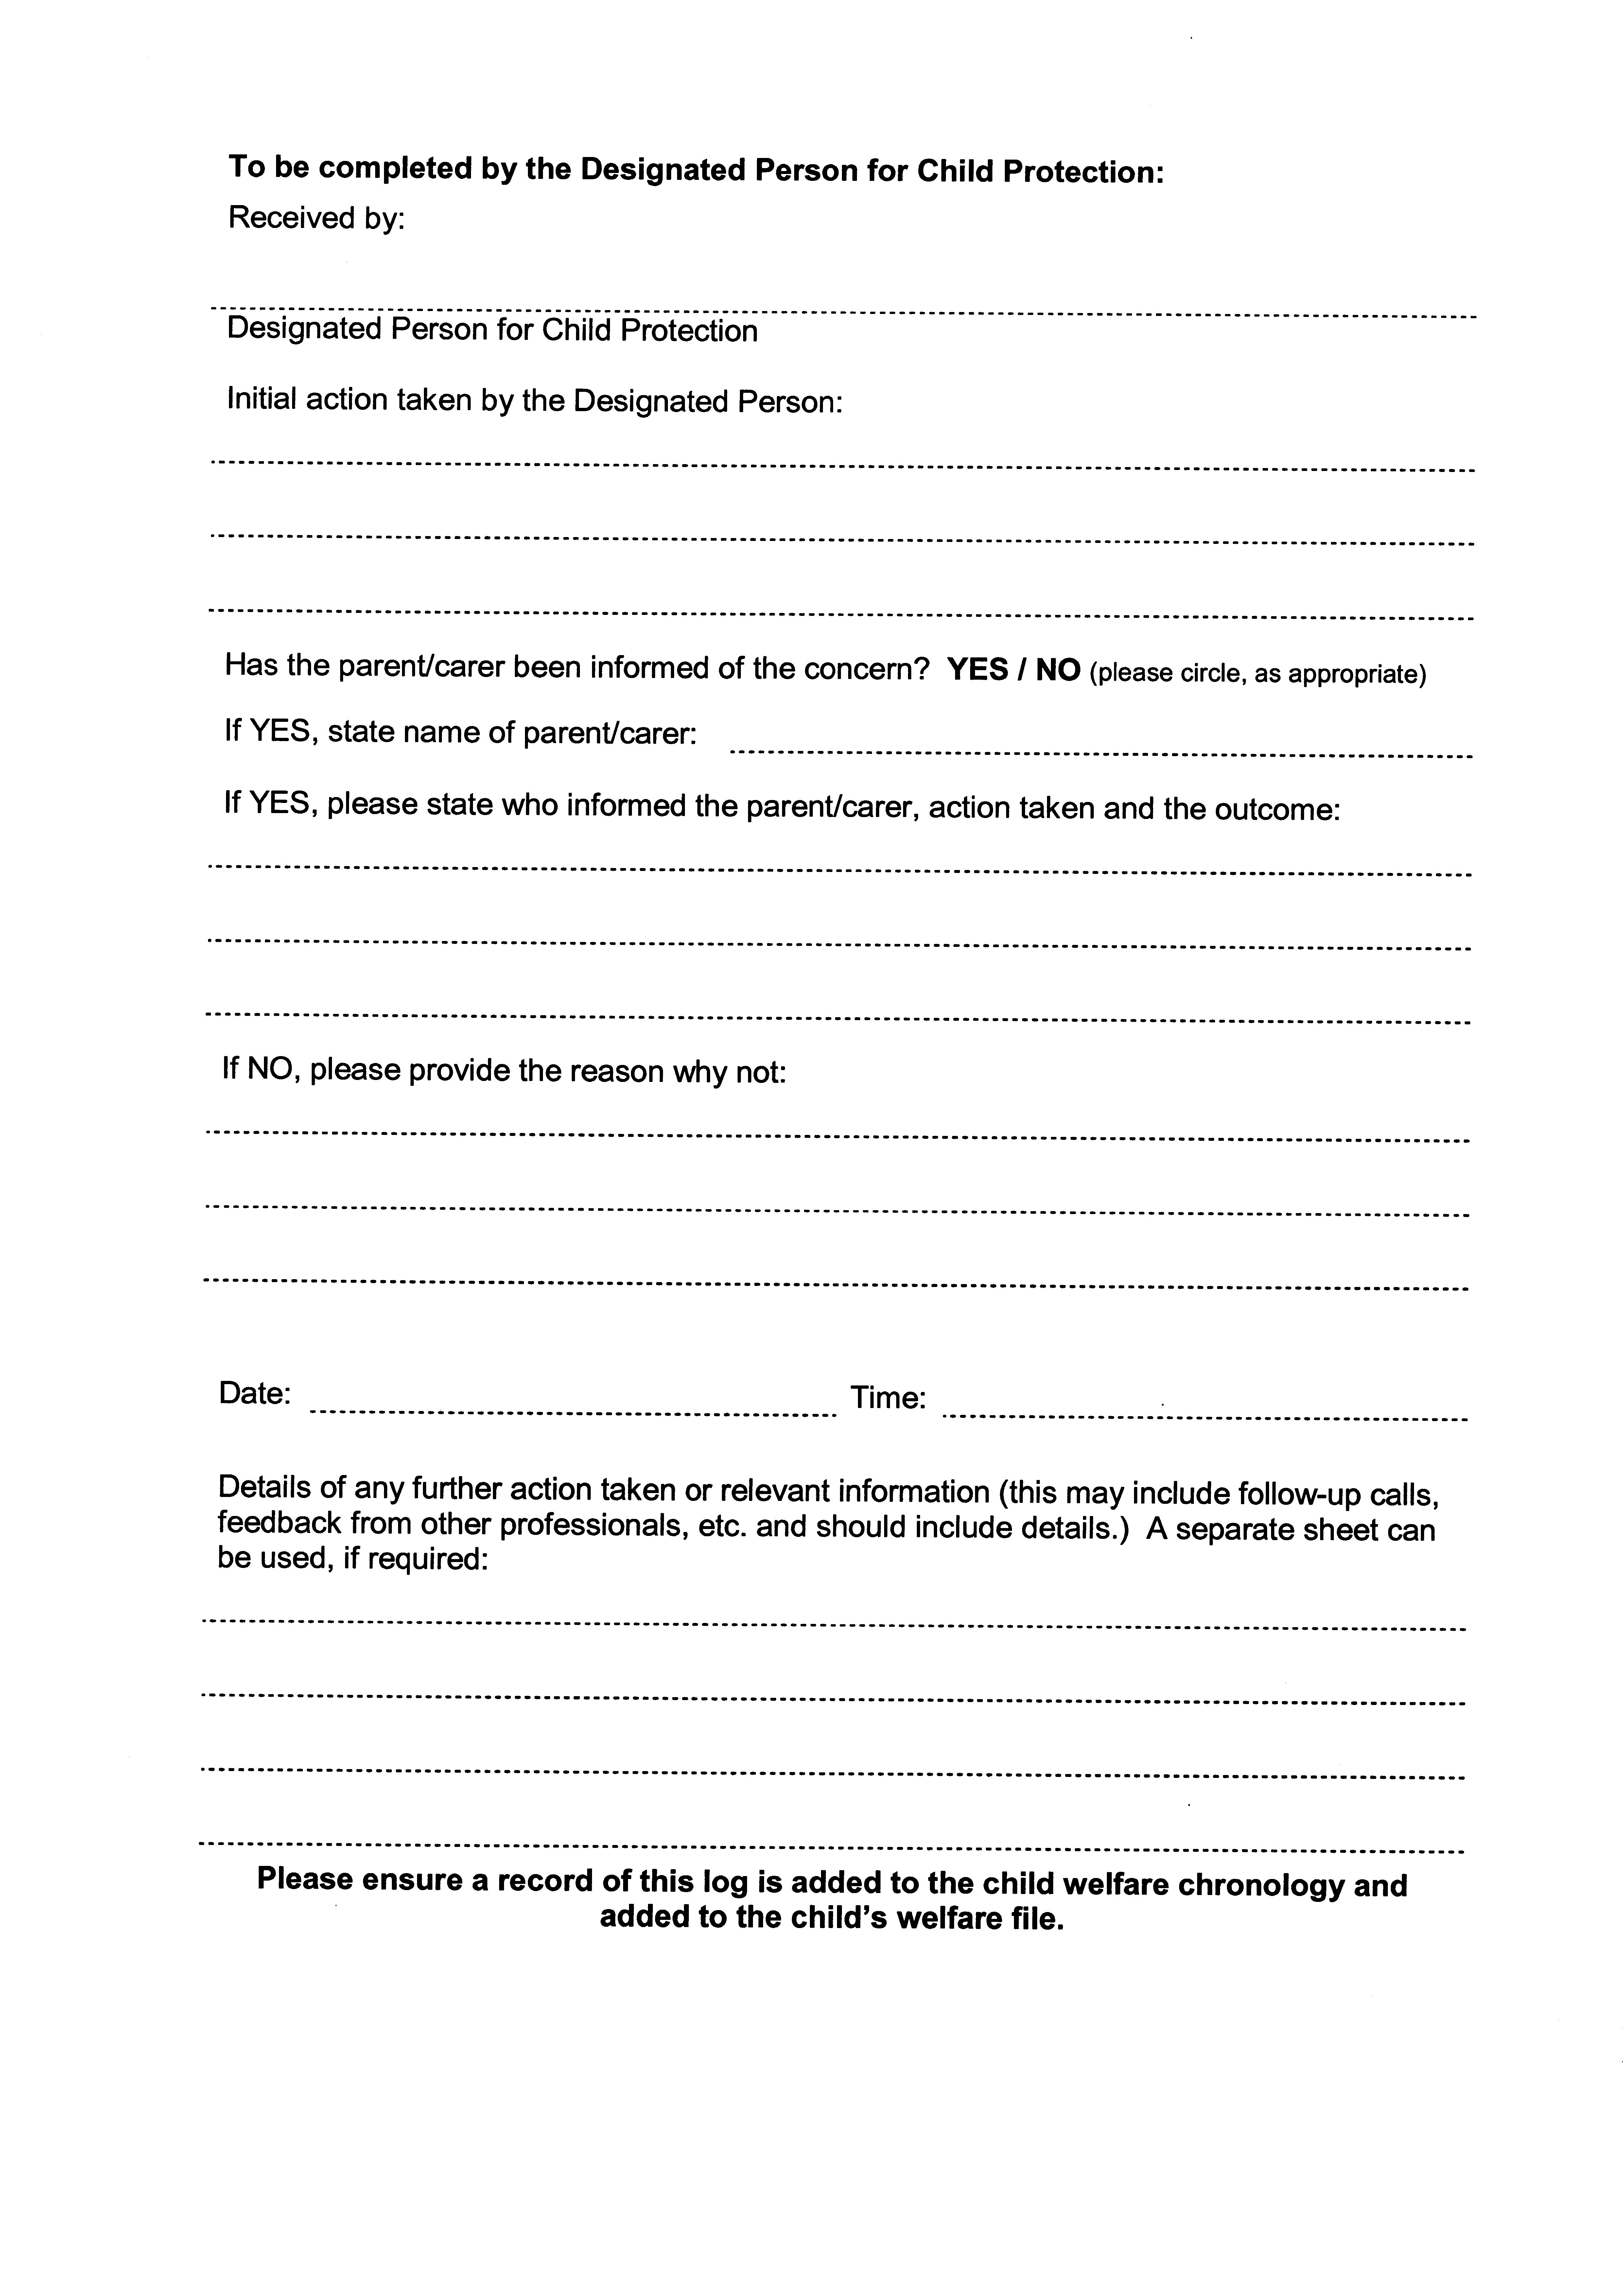 To be completed by the Designated Person for Child Protection:
Received by:
Designated Person for Child Protection
Initial action taken by the Designated Person:
Has the parent/carer been informed of the concern? YES / NO (please circle, as appropriate)
If YES, state name of parent/carer:
If YES, please state who informed the parent/carer, action taken and the outcome:
If NO, please provide the reason why not:
Date: Time:
Details of any further action taken or relevant information (this may include follow-up calls,
feedback from other professionals, etc. and should include details.) A separate sheet can
be used, if required:
Please ensure a record of this log is added to the child welfare chronology and
added to the child's welfare file.